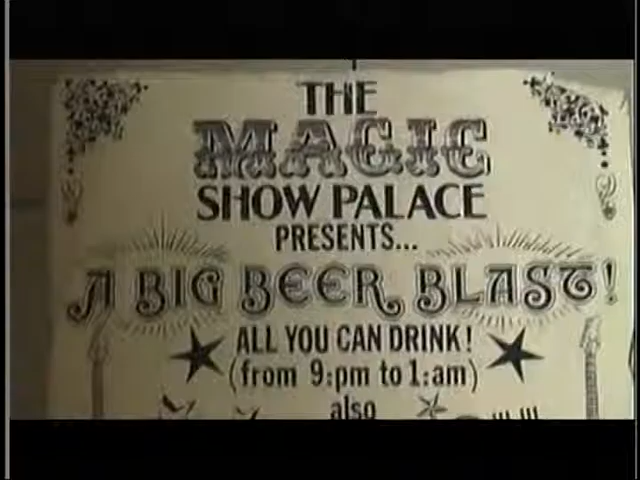 THE
MAGIC
SHOW PALACE
PRESENTS...
A BIG BEER BLAST!
ALL YOU CAN DRINK!
(from 9:pm to 1:am)
also